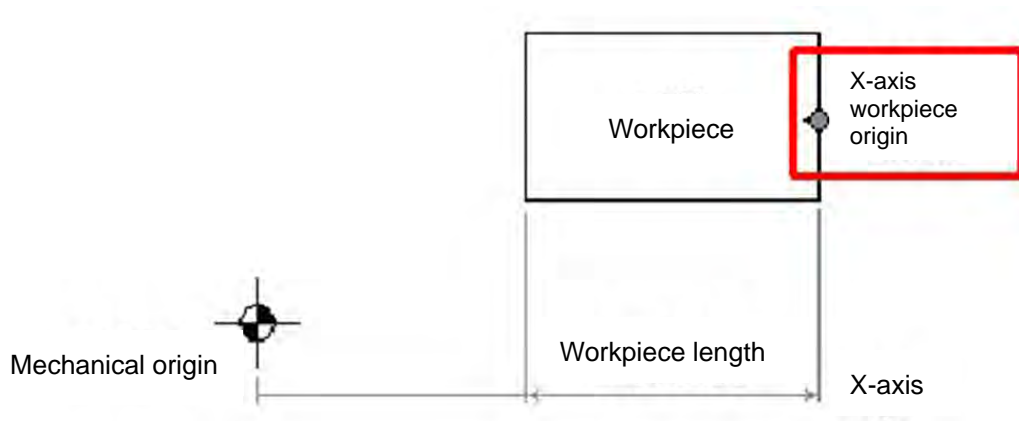 X-axis
workpiece
origin
Workpiece
Workpiece length
Mechanical origin
X-axis